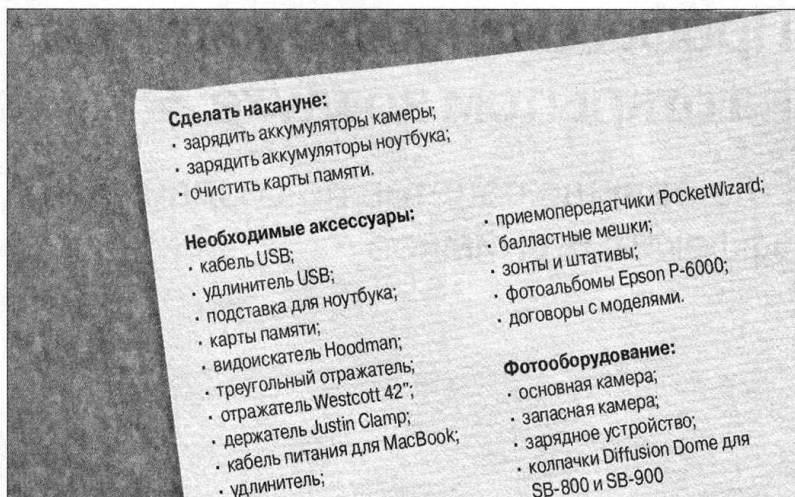 Сделать накануне:
· зарядить аккумуляторы камеры;
· зарядить аккумуляторы ноутбука;
· очистить карты памяти.
Необходимые аксессуары:
· кабель USB;
· удлинитель USB;
· подставка для ноутбука;
· карты памяти;
· видоискатель Hoodman;
· треугольный отражатель;
· отражатель Westcott 42";
· держатель Justin Clamp;
· кабель питания для MacBook;
· удлинитель;
· приемопередатчики PocketWizard;
· балластные мешки;
· зонты и штативы;
· фотоальбомы Epson P-6000;
· договоры с моделями.
Фотооборудование:
· основная камера;
· запасная камера;
· зарядное устройство;
· колпачки Diffusion Dome для
SB-800 и SB-900